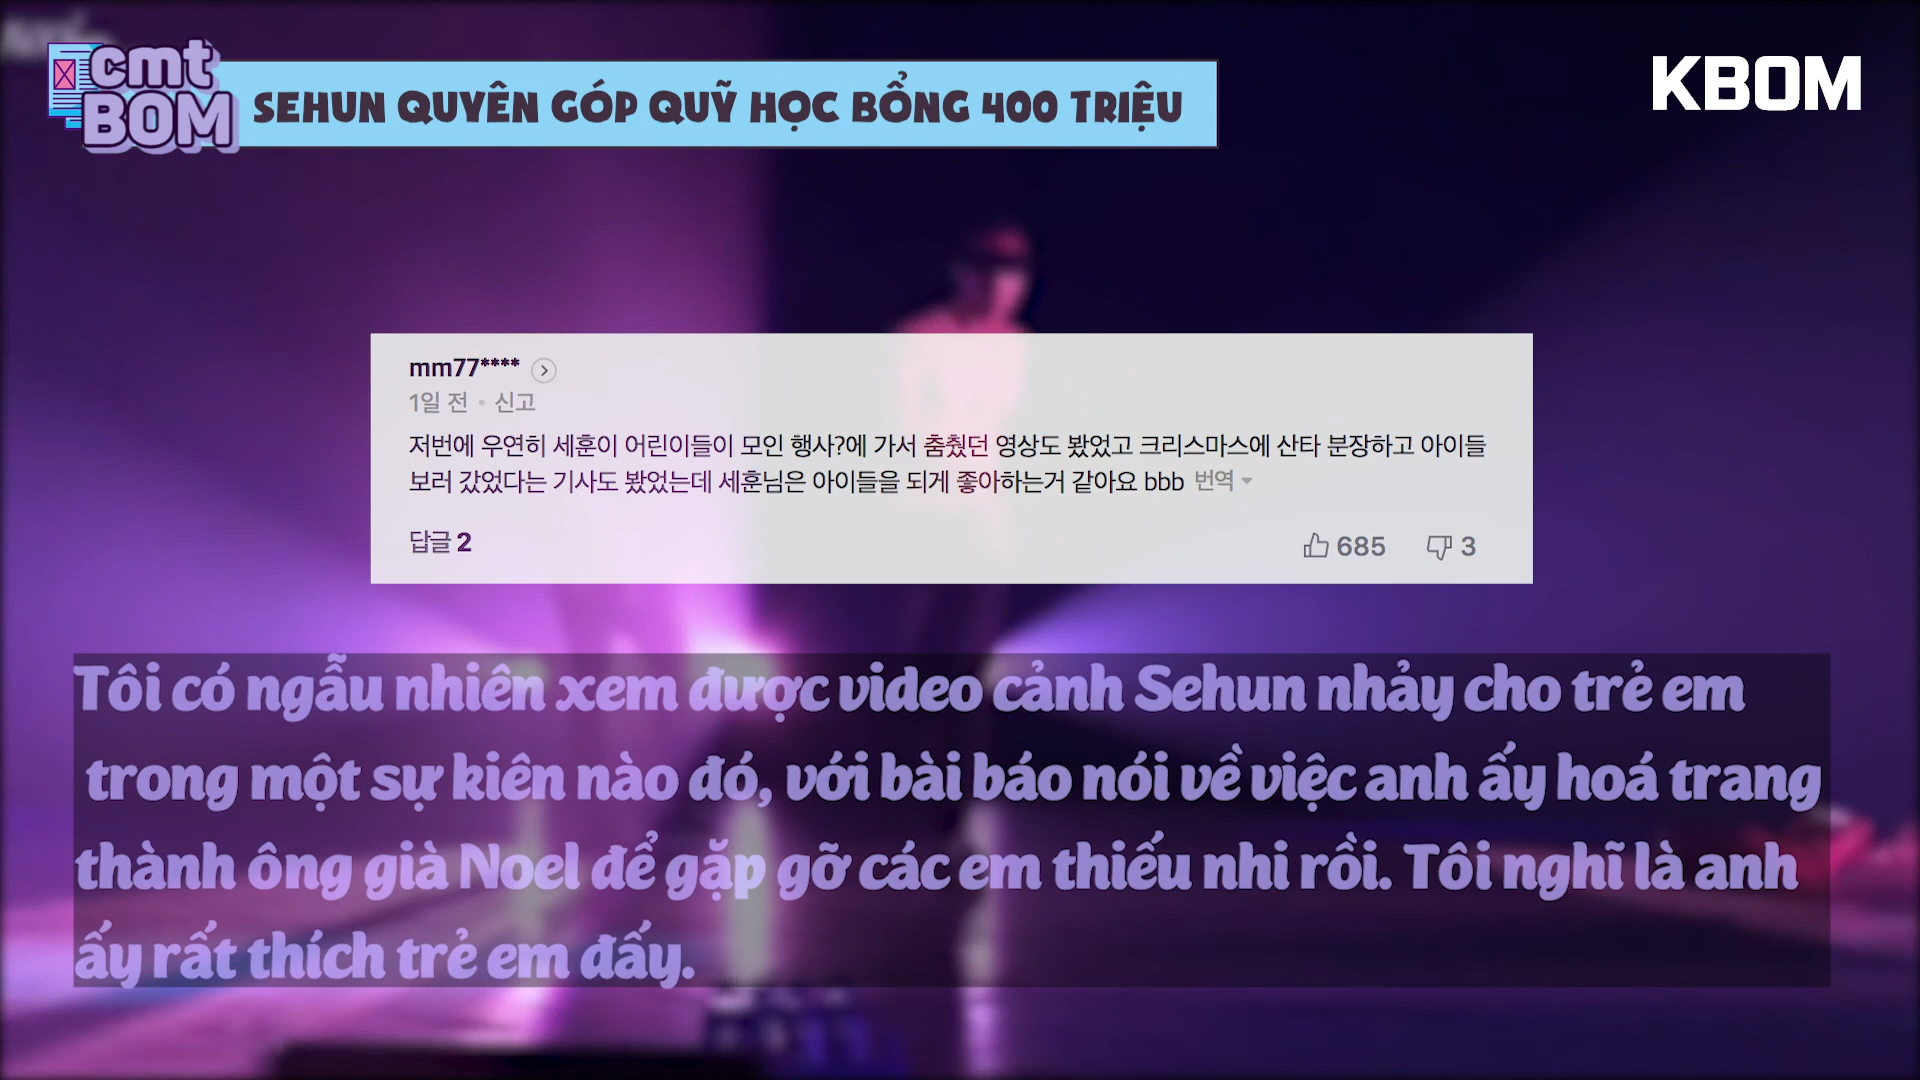 cmt
BOM
SEHUN QUYÊN GÓP QUỸ HỌC BỔNG 400 TRIỆU
KBOM
mm77****
1일 전 • 신고
저번에 우연히 세훈이 어린이들이 모인 행사?에 가서 춤췄던 영상도 봤었고 크리스마스에 산타 분장하고 아이들
보러 갔었다는 기사도 봤었는데 세훈님은 아이들을 되게 좋아하는거 같아요 bbb 번역
답글 2
685 3
Tôi có ngẫu nhiên xem được video cảnh Sehun nhảy cho trẻ em
trong một sự kiên nào đó, với bài báo nói về việc anh ấy hoá trang
thành ông già Noel để gặp gỡ các em thiếu nhi rồi. Tôi nghĩ là anh
ấy rất thích trẻ em đấy.